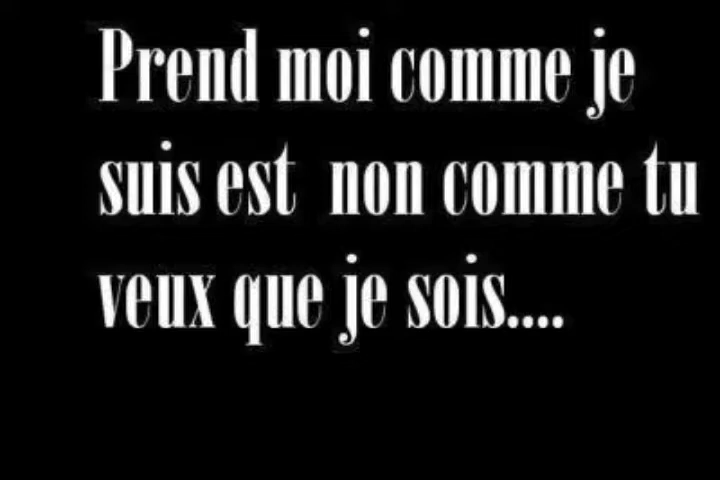 Prend moi comme je
suis est non comme tu
veux que je sois....